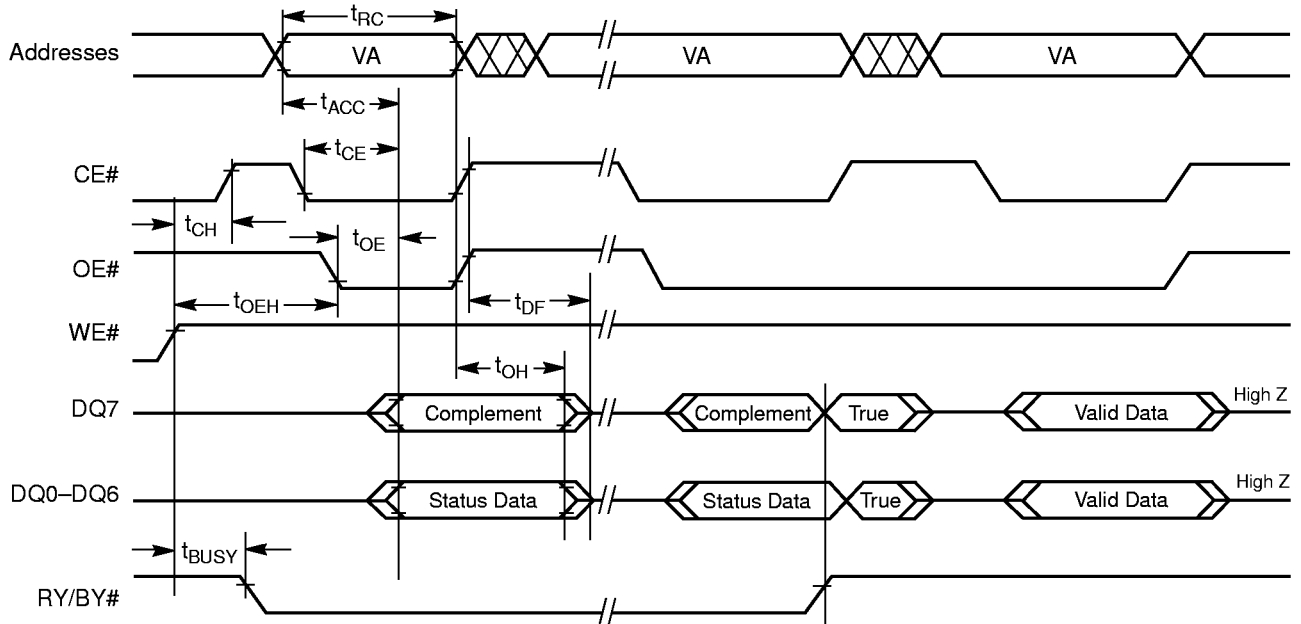 tRC
Addresses VA VA VA
tACC
tCE
CE#
tCH tOE
OE#
tOEH tDF
WE#
tOH
DQ7 Complement Complement True Valid Data High Z
DQ0–DQ6 Status Data Status Data True Valid Data High Z
tBUSY
RY/BY#